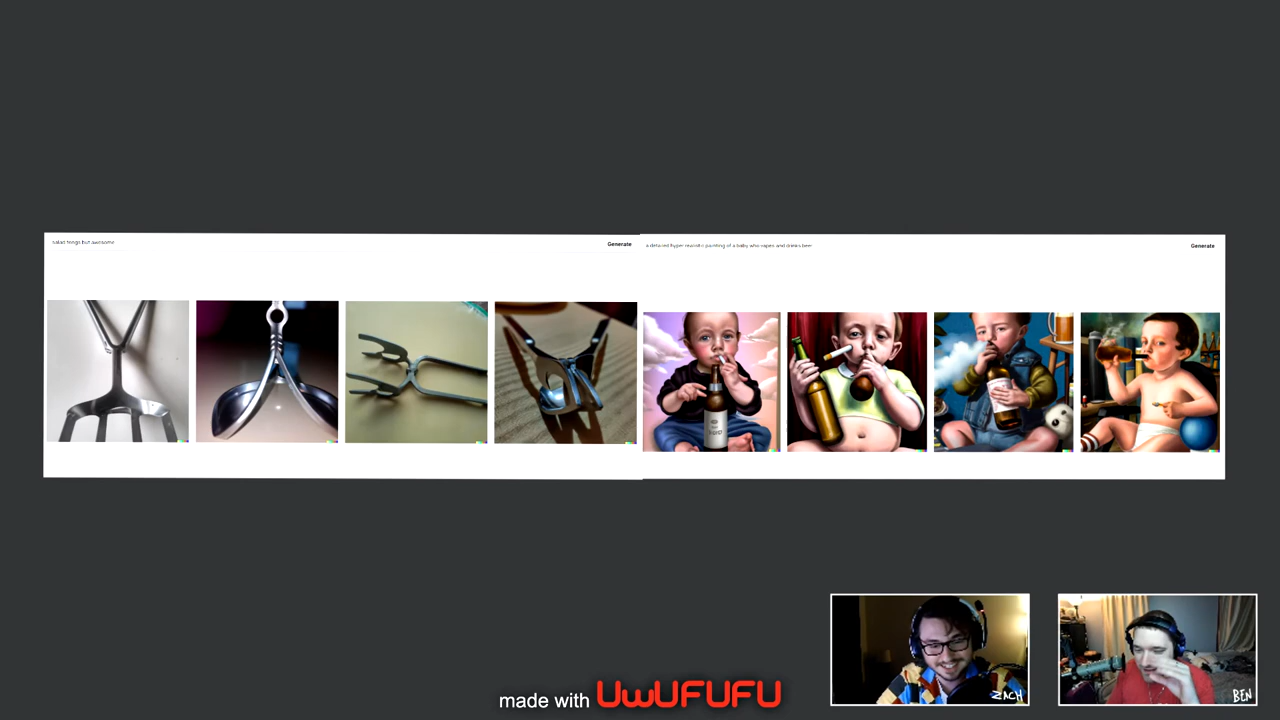 salad tongs but awesome
Generate
a detailed hyper realistic painting of a baby who vapes and drinks beer
Generate
ZACH
BEN
made with UwUFUFU